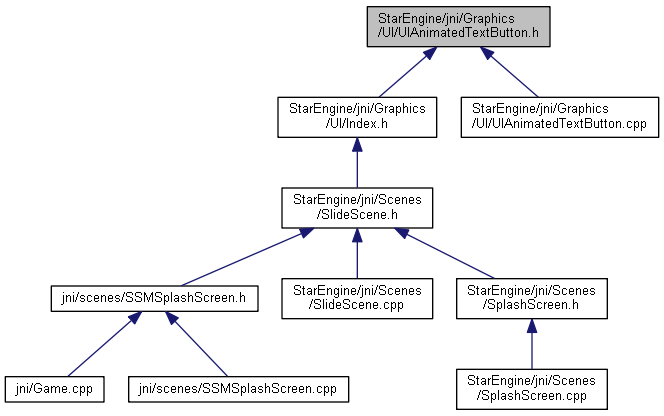 StarEngine/jni/Graphics
/UI/UIAnimatedTextButton.h
StarEngine/jni/Graphics
/UI/Index.h
StarEngine/jni/Graphics
/UI/UIAnimatedTextButton.cpp
StarEngine/jni/Scenes
/SlideScene.h
jni/scenes/SSMSplashScreen.h
StarEngine/jni/Scenes
/SlideScene.cpp
StarEngine/jni/Scenes
/SplashScreen.h
jni/Game.cpp
jni/scenes/SSMSplashScreen.cpp
StarEngine/jni/Scenes
/SplashScreen.cpp